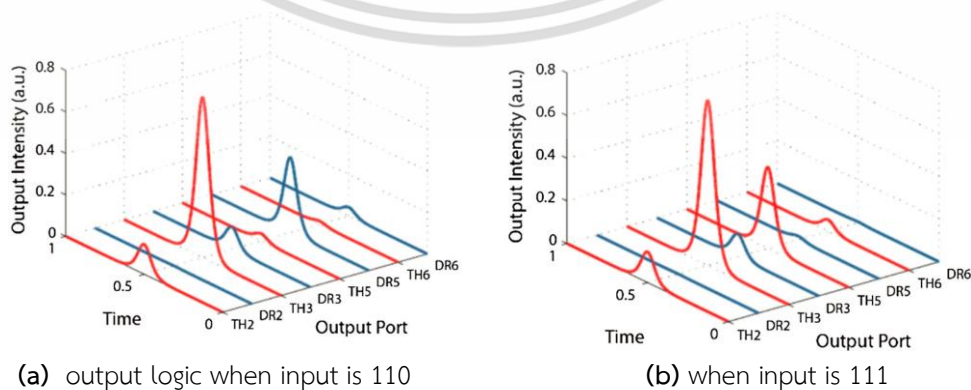 Output Intensity (a.u.)
0.8
0.6
0.4
0.2
0
1
0.5
0
Time
TH2
DR2
TH3
DR3
TH5
DR5
TH6
DR6
Output Port
(a) output logic when input is 110
Output Intensity (a.u.)
0.8
0.6
0.4
0.2
0
1
0.5
0
Time
TH2
DR2
TH3
DR3
TH5
DR5
TH6
DR6
Output Port
(b) when input is 111